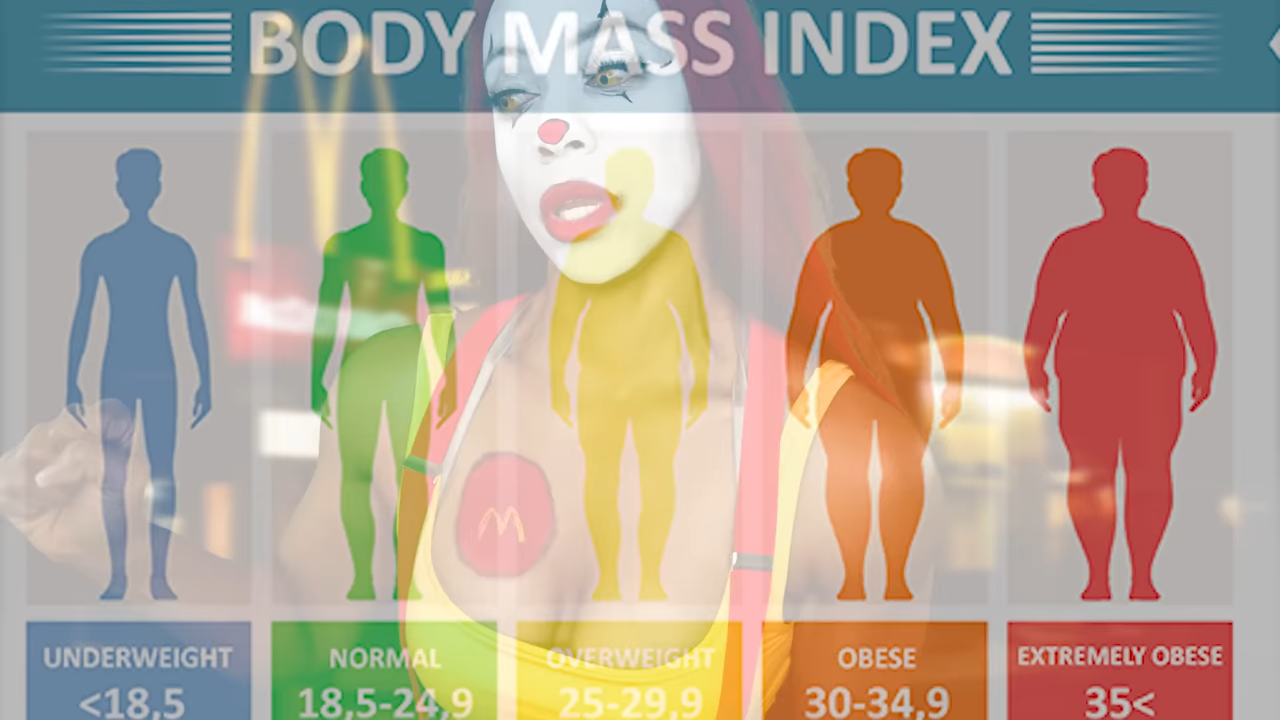 BODY MASS INDEX
UNDERWEIGHT
<18,5
NORMAL
18,5-24,9
OVERWEIGHT
25-29,9
OBESE
30-34,9
EXTREMELY OBESE
35<